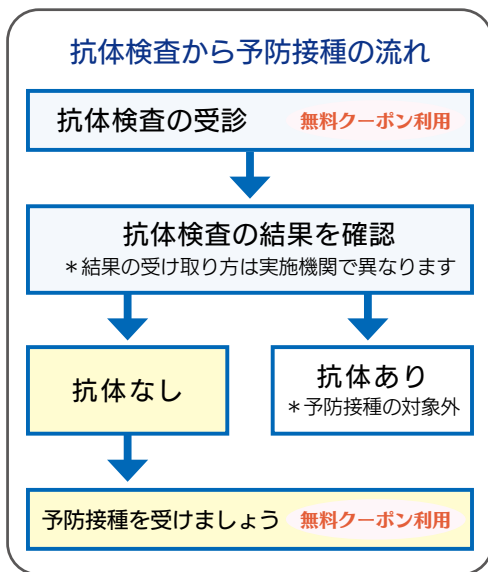 抗体検査から予防接種の流れ
抗体検査の受診 無料クーポン利用
抗体検査の結果を確認
＊結果の受け取り方は実施機関で異なります
抗体なし
抗体あり
＊予防接種の対象外
予防接種を受けましょう 無料クーポン利用